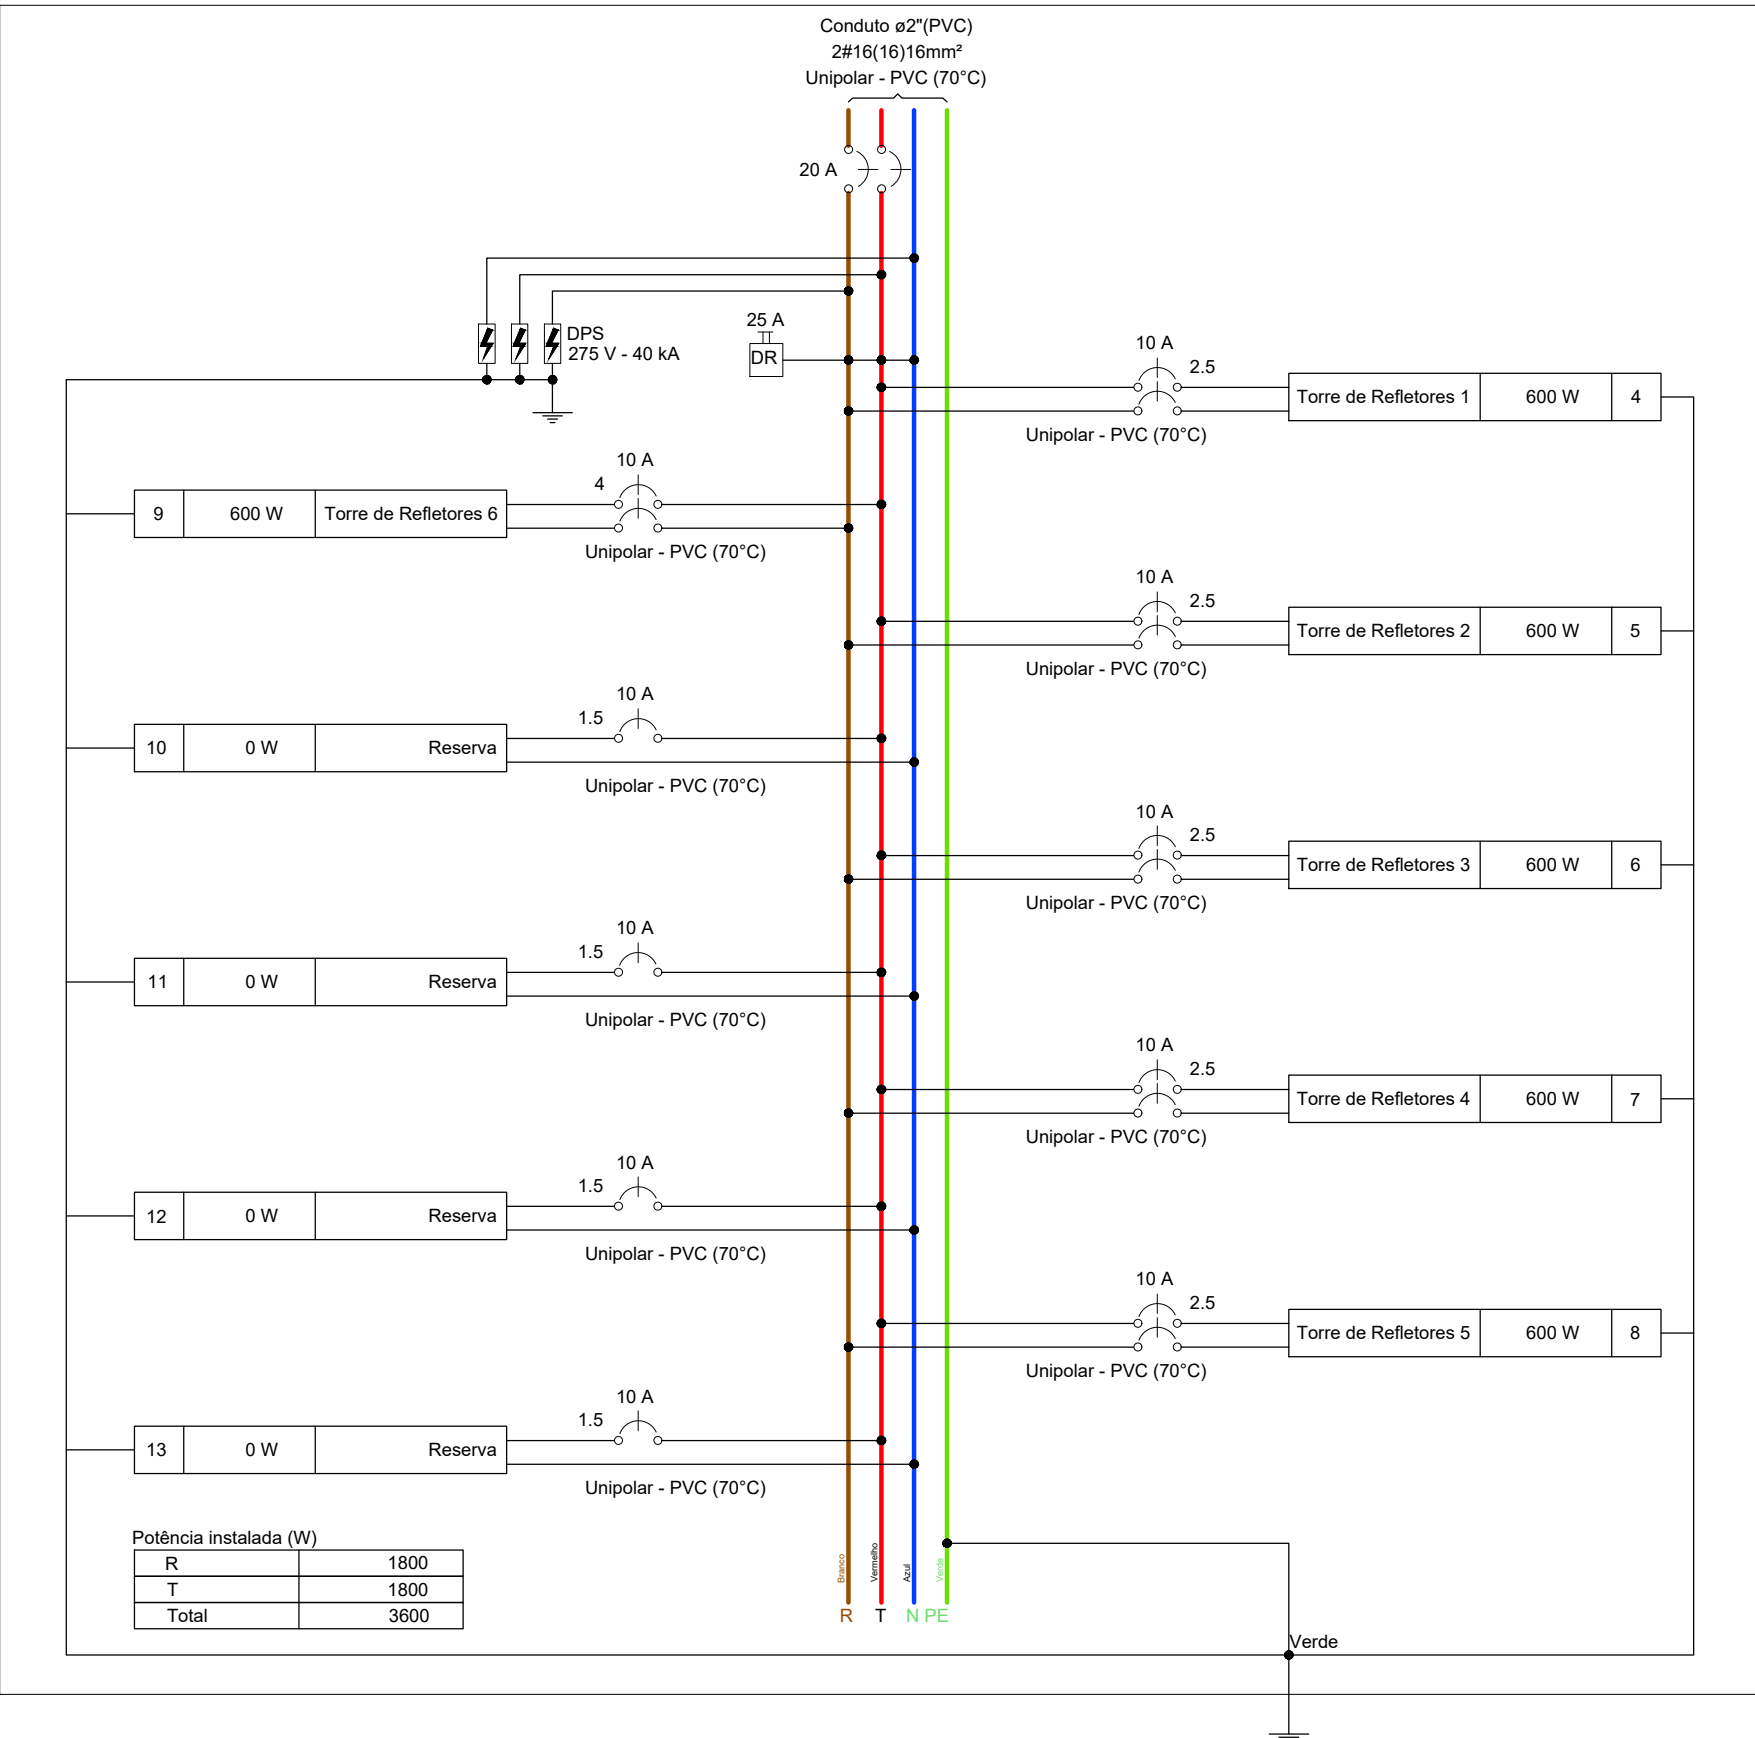 Conduto ø2"(PVC)
2#16(16)16mm²
Unipolar - PVC (70°C)
20 A
DPS
275 V - 40 kA
25 A
DR
10 A
2.5
Torre de Refletores 1 600 W 4
Unipolar - PVC (70°C)
10 A
4
9 600 W Torre de Refletores 6
Unipolar - PVC (70°C)
10 A
2.5
Torre de Refletores 2 600 W 5
Unipolar - PVC (70°C)
10 A
1.5
10 0 W Reserva
Unipolar - PVC (70°C)
10 A
2.5
Torre de Refletores 3 600 W 6
Unipolar - PVC (70°C)
10 A
1.5
11 0 W Reserva
Unipolar - PVC (70°C)
10 A
2.5
Torre de Refletores 4 600 W 7
Unipolar - PVC (70°C)
10 A
1.5
12 0 W Reserva
Unipolar - PVC (70°C)
10 A
2.5
Torre de Refletores 5 600 W 8
Unipolar - PVC (70°C)
10 A
1.5
13 0 W Reserva
Unipolar - PVC (70°C)
Potência instalada (W)
R 1800
T 1800
Total 3600
Branco
Vermelho
Azul
Verde
R T N PE
Verde